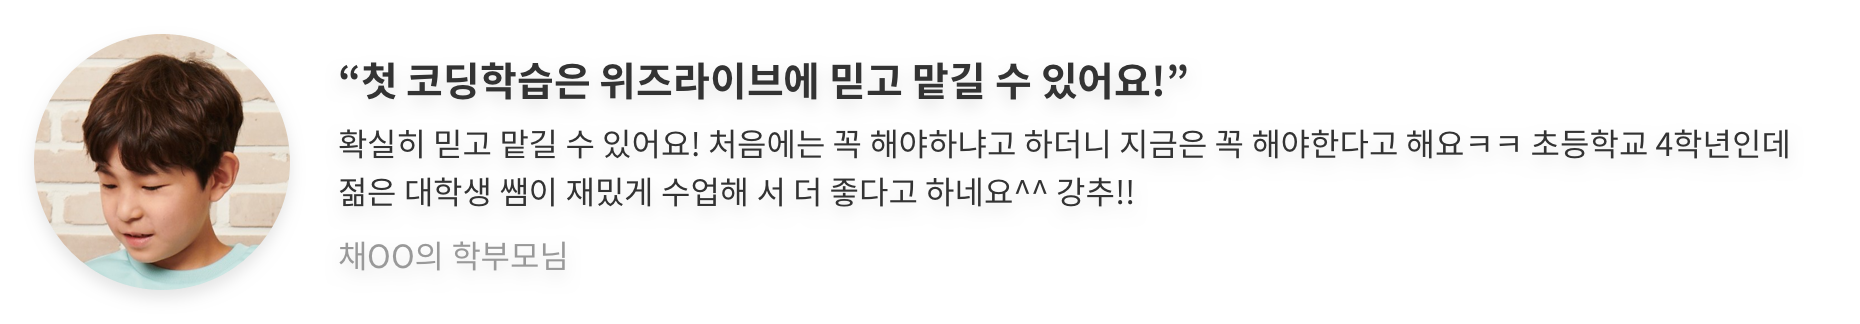 “첫 코딩학습은 위즈라이브에 믿고 맡길 수 있어요!”
확실히 믿고 맡길 수 있어요! 처음에는 꼭 해야하냐고 하더니 지금은 꼭 해야한다고 해요ㅋㅋ 초등학교 4학년인데
젊은 대학생 쌤이 재밌게 수업해 서 더 좋다고 하네요^^ 강추!!
채OO의 학부모님